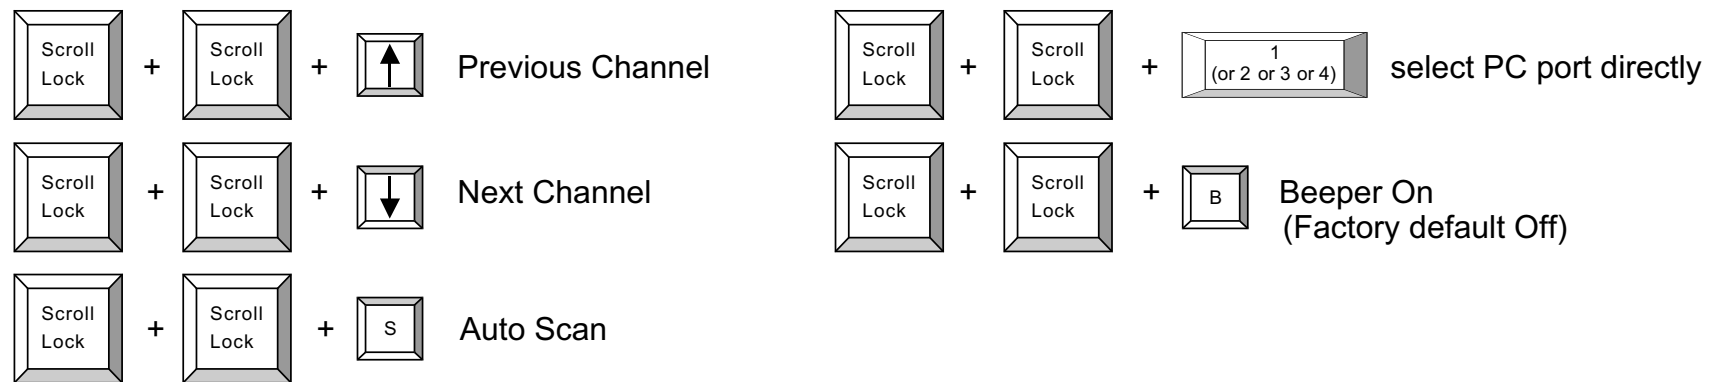 Scroll Lock + Scroll Lock + ↑ Previous Channel
Scroll Lock + Scroll Lock + ↓ Next Channel
Scroll Lock + Scroll Lock + S Auto Scan
Scroll Lock + Scroll Lock + 1 (or 2 or 3 or 4) select PC port directly
Scroll Lock + Scroll Lock + B Beeper On
(Factory default Off)